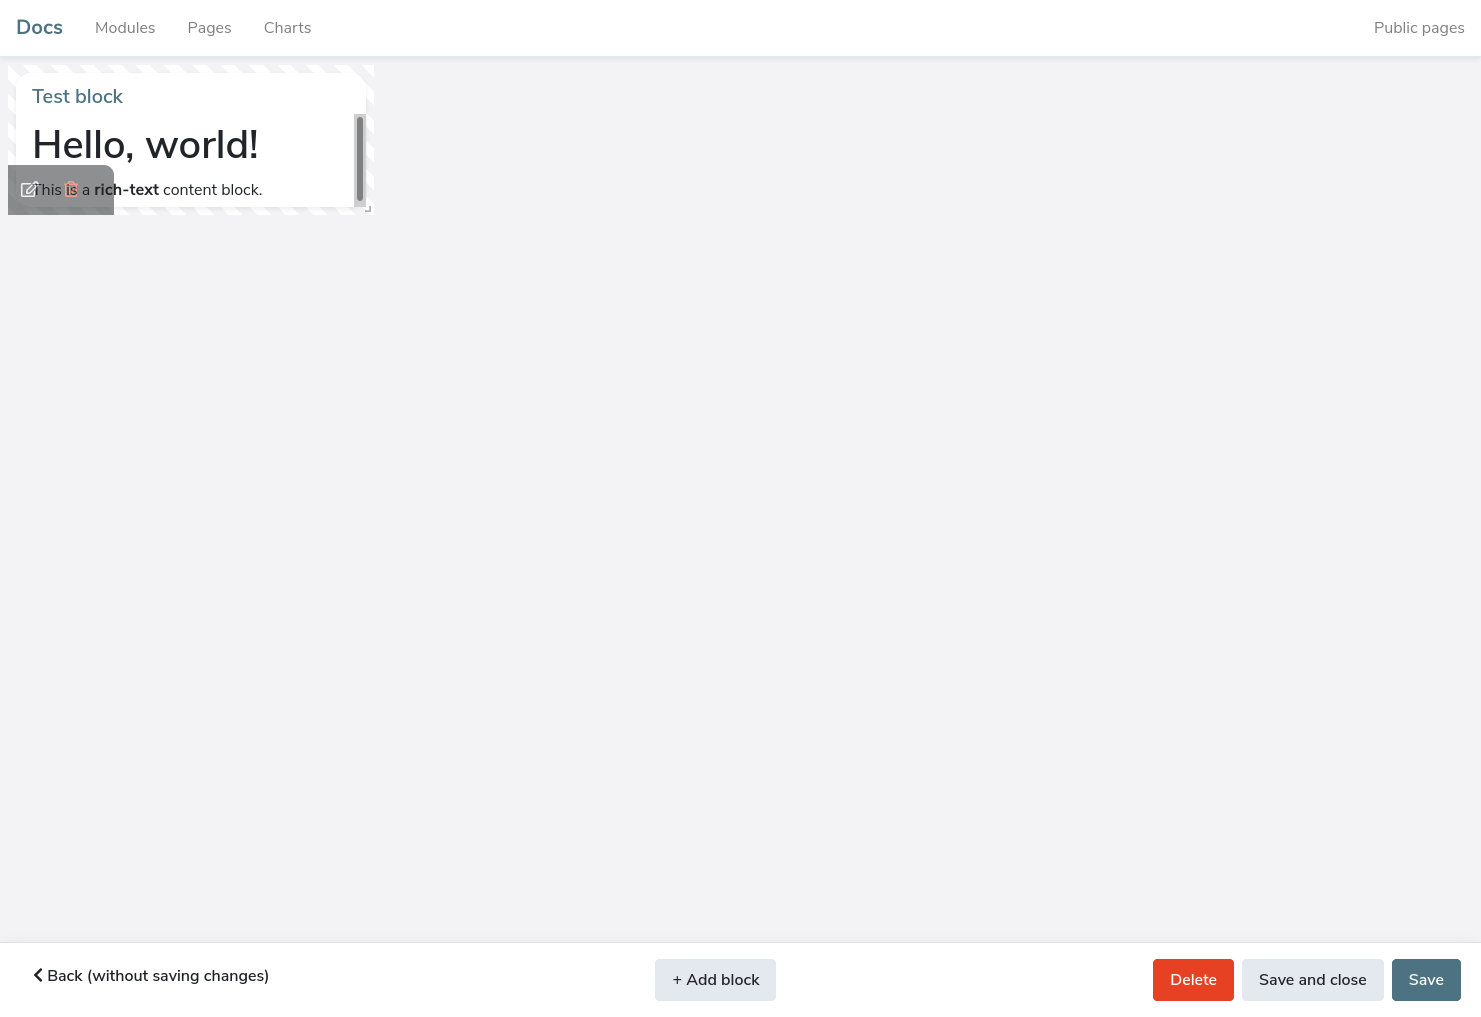 Docs Modules Pages Charts Public pages
Test block
Hello, world!
This is a rich-text content block.
Back (without saving changes) + Add block Delete Save and close Save